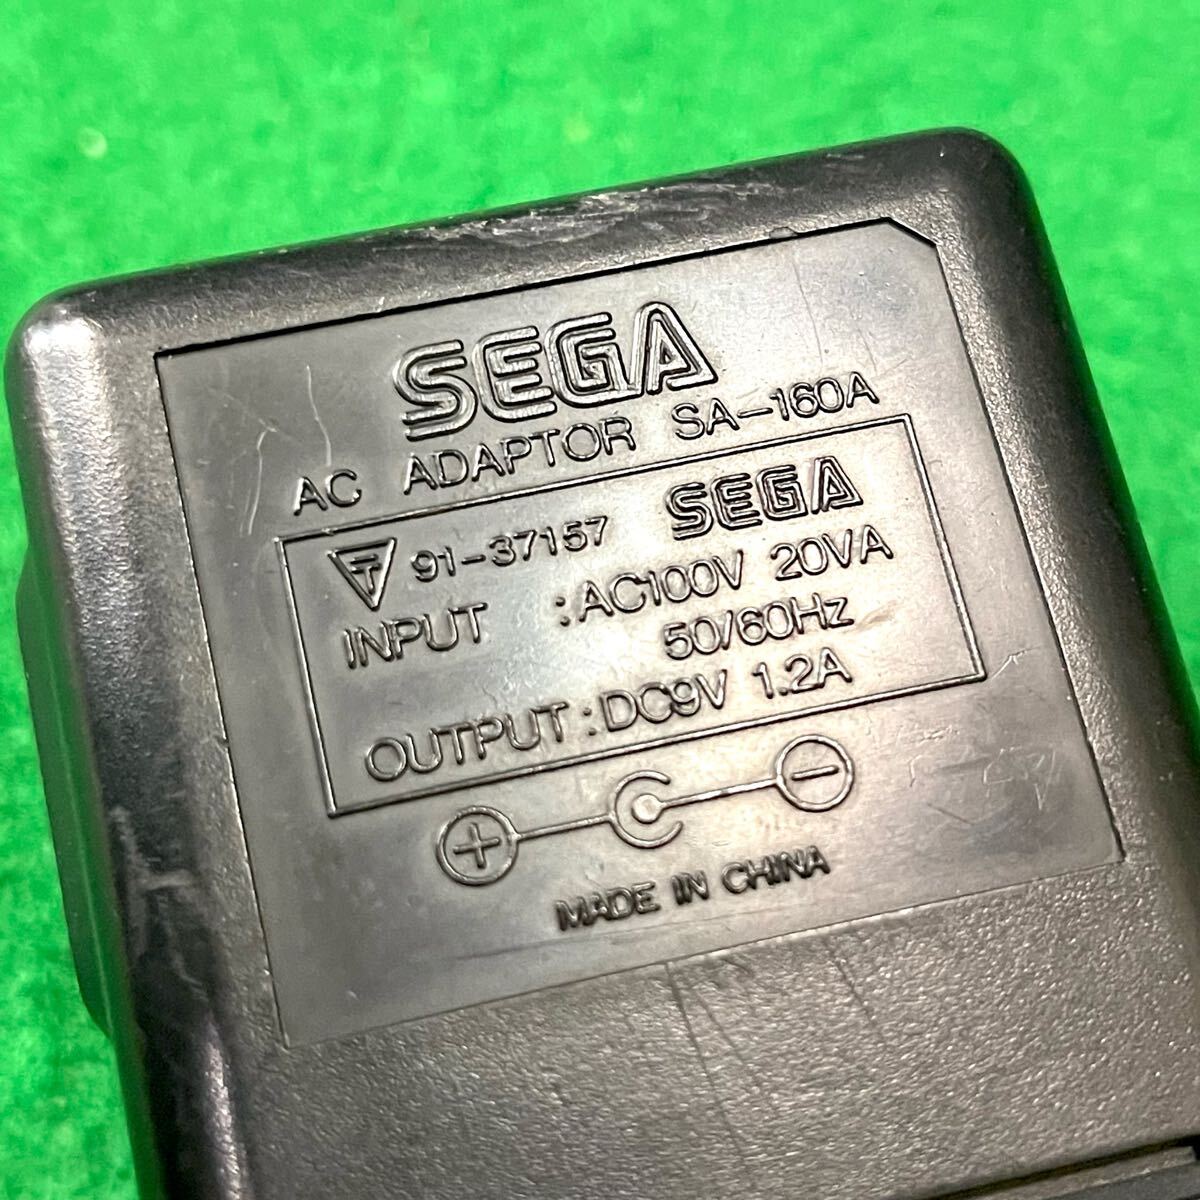 SEGA
AC ADAPTOR SA-160A
T 91-37157 SEGA
INPUT :AC100V 20VA
50/60Hz
OUTPUT:DC9V 1.2A
+ -
MADE IN CHINA